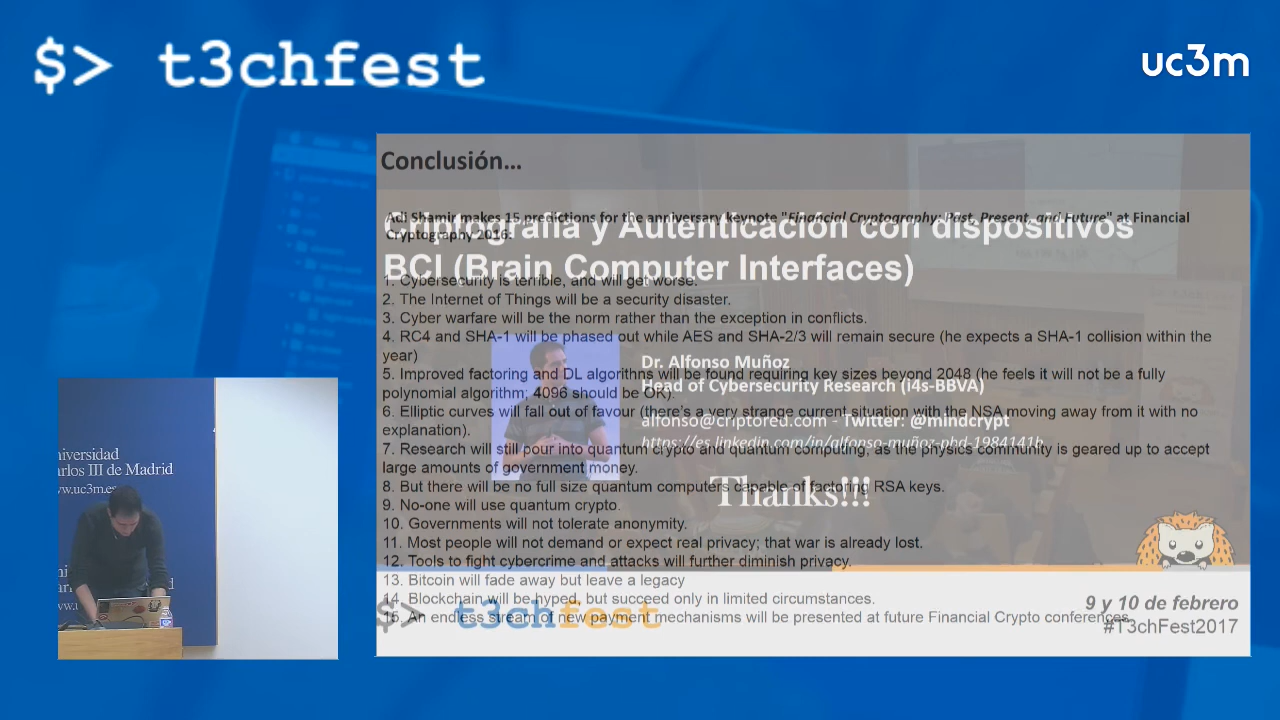 $> t3chfest
uc3m
Conclusión...
Adi Shamir makes 15 predictions for the anniversary keynote "Financial Cryptography: Past, Present, and Future" at Financial
Cryptography 2016:
Criptografía y Autenticación con dispositivos
BCI (Brain Computer Interfaces)
1. Cybersecurity is terrible, and will get worse.
2. The Internet of Things will be a security disaster.
3. Cyber warfare will be the norm rather than the exception in conflicts.
4. RC4 and SHA-1 will be phased out while AES and SHA-2/3 will remain secure (he expects a SHA-1 collision within the
year)
5. Improved factoring and DL algorithms will be found requiring key sizes beyond 2048 (he feels it will not be a fully
polynomial algorithm; 4096 should be OK).
6. Elliptic curves will fall out of favour (there's a very strange current situation with the NSA moving away from it with no
explanation).
7. Research will still pour into quantum crypto and quantum computing, as the physics community is geared up to accept
large amounts of government money.
8. But there will be no full size quantum computers capable of factoring RSA keys.
9. No-one will use quantum crypto.
10. Governments will not tolerate anonymity.
11. Most people will not demand or expect real privacy; that war is already lost.
12. Tools to fight cybercrime and attacks will further diminish privacy.
13. Bitcoin will fade away but leave a legacy
14. Blockchain will be hyped, but succeed only in limited circumstances.
15. An endless stream of new payment mechanisms will be presented at future Financial Crypto conferences.
Dr. Alfonso Muñoz
Head of Cybersecurity Research (i4s-BBVA)
alfonso@criptored.com - Twitter: @mindcrypt
https://es.linkedin.com/in/alfonso-muñoz-phd-1984141b
Thanks!!!
$> t3chfest
9 y 10 de febrero
#T3chFest2017
niversidad
arlos III de Madrid
ww.uc3m.es